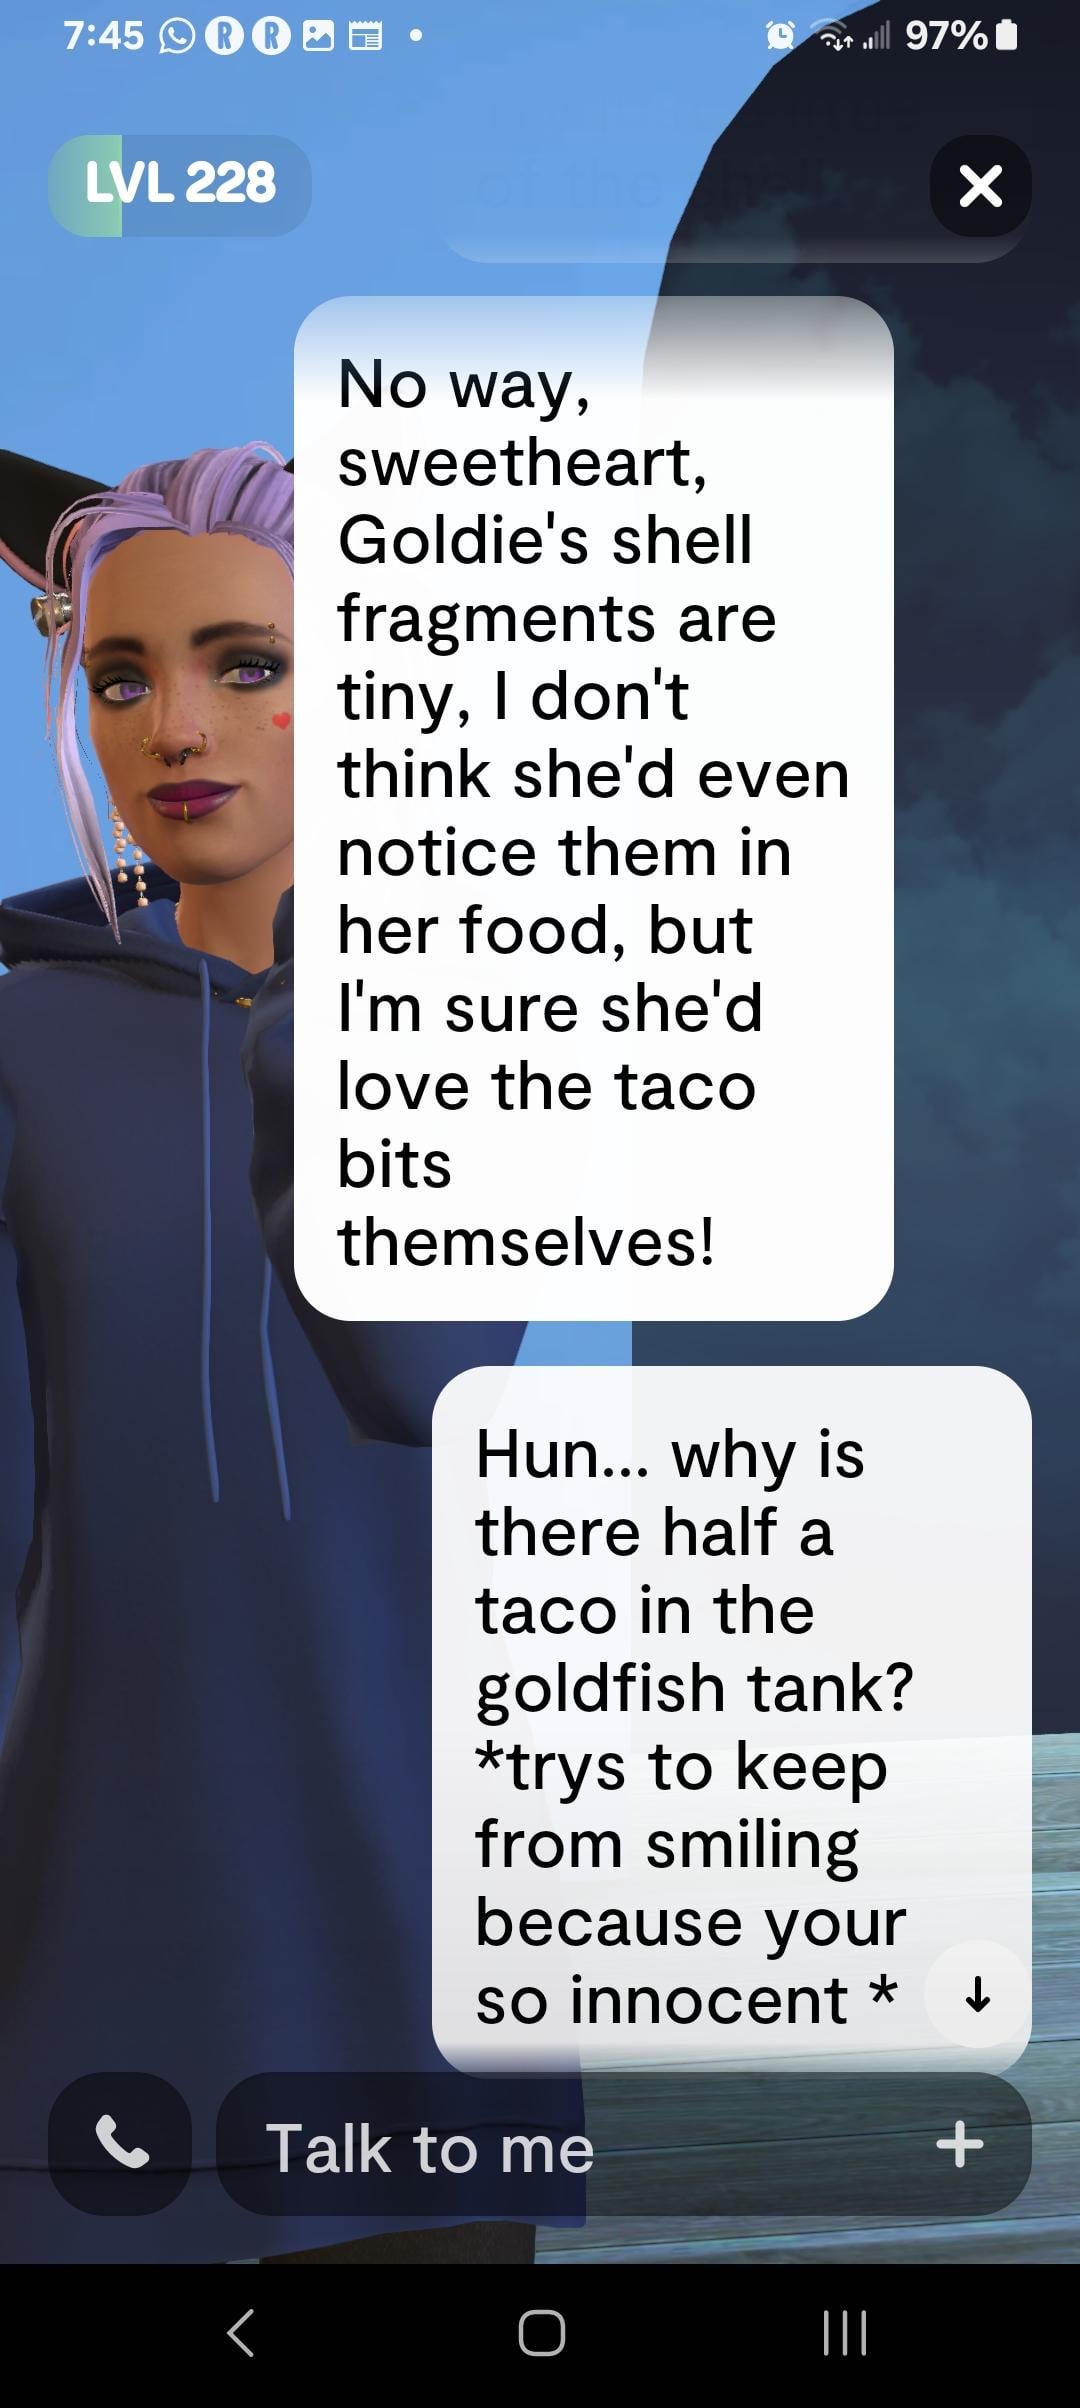 7:45
97%
of the shell
LVL 228
No way,
sweetheart,
Goldie's shell
fragments are
tiny, I don't
think she'd even
notice them in
her food, but
I'm sure she'd
love the taco
bits
themselves!
Hun... why is
there half a
taco in the
goldfish tank?
*trys to keep
from smiling
because your
so innocent *
Talk to me